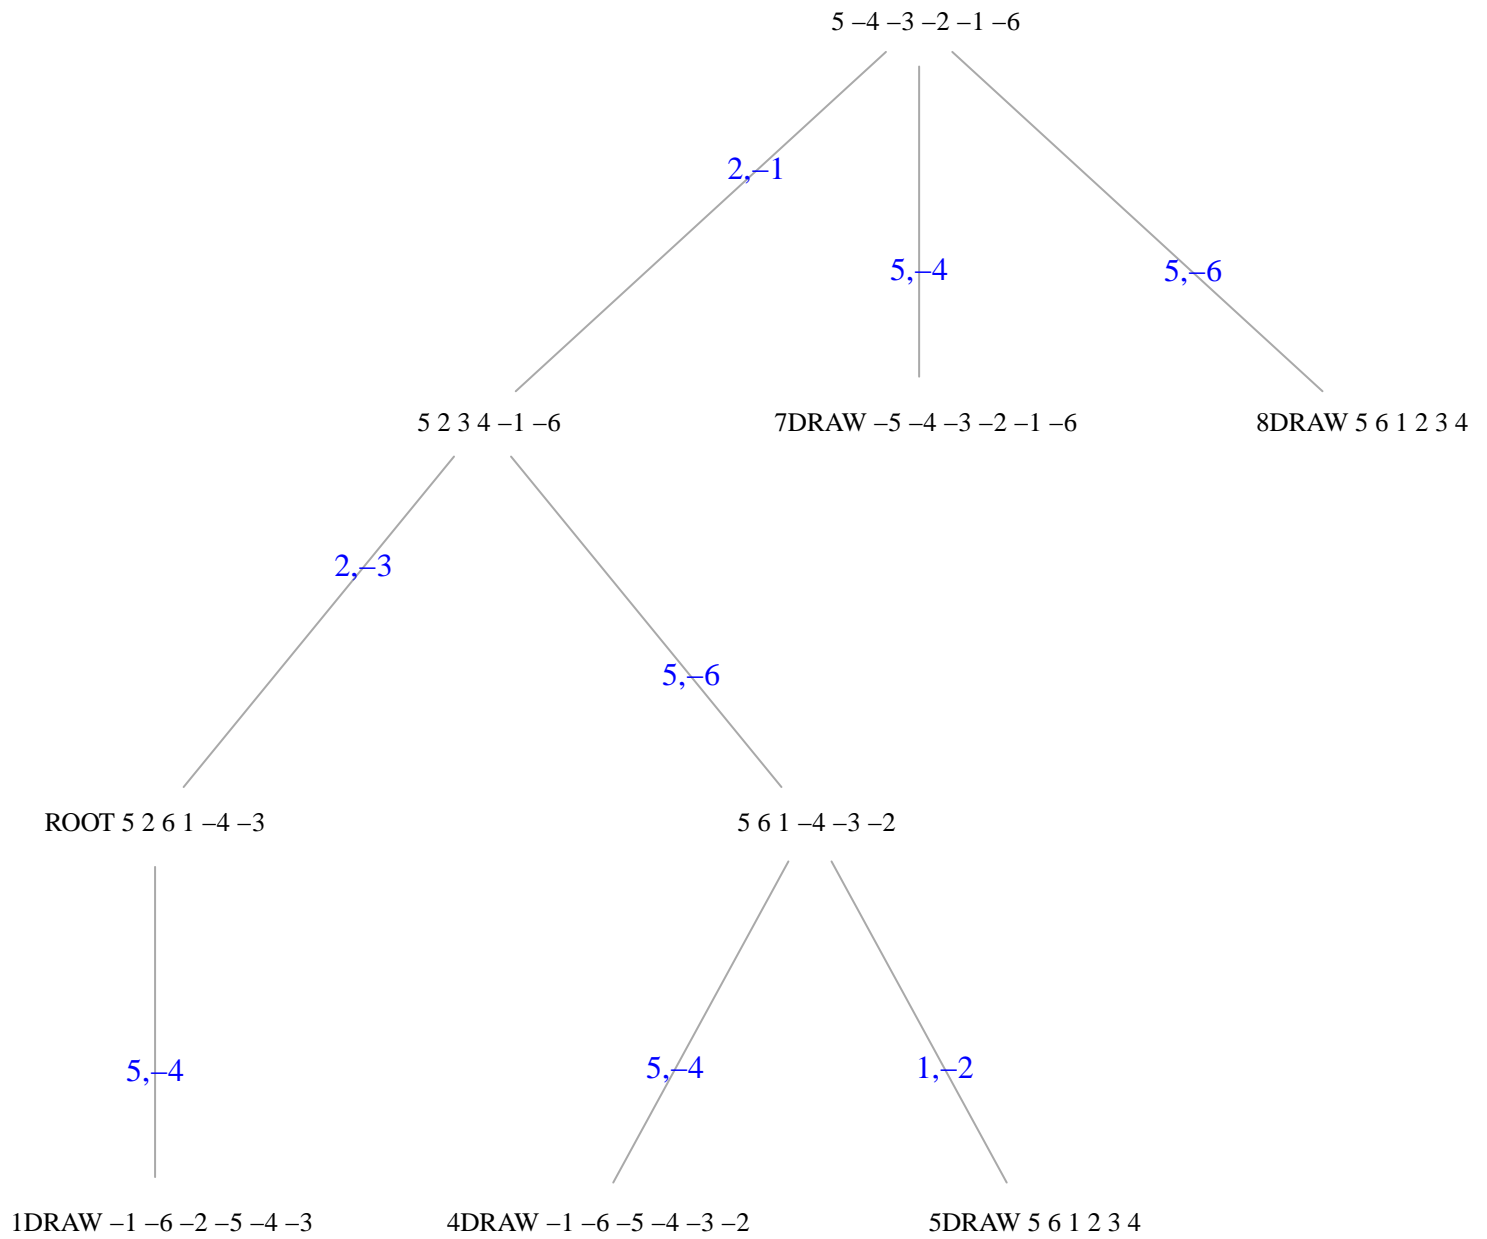 5 –4 –3 –2 –1 –6
2,–1
5,–4
5,–6
5 2 3 4 –1 –6
7DRAW –5 –4 –3 –2 –1 –6
8DRAW 5 6 1 2 3 4
2,–3
5,–6
ROOT 5 2 6 1 –4 –3
5 6 1 –4 –3 –2
5,–4
5,–4
1,–2
1DRAW –1 –6 –2 –5 –4 –3
4DRAW –1 –6 –5 –4 –3 –2
5DRAW 5 6 1 2 3 4